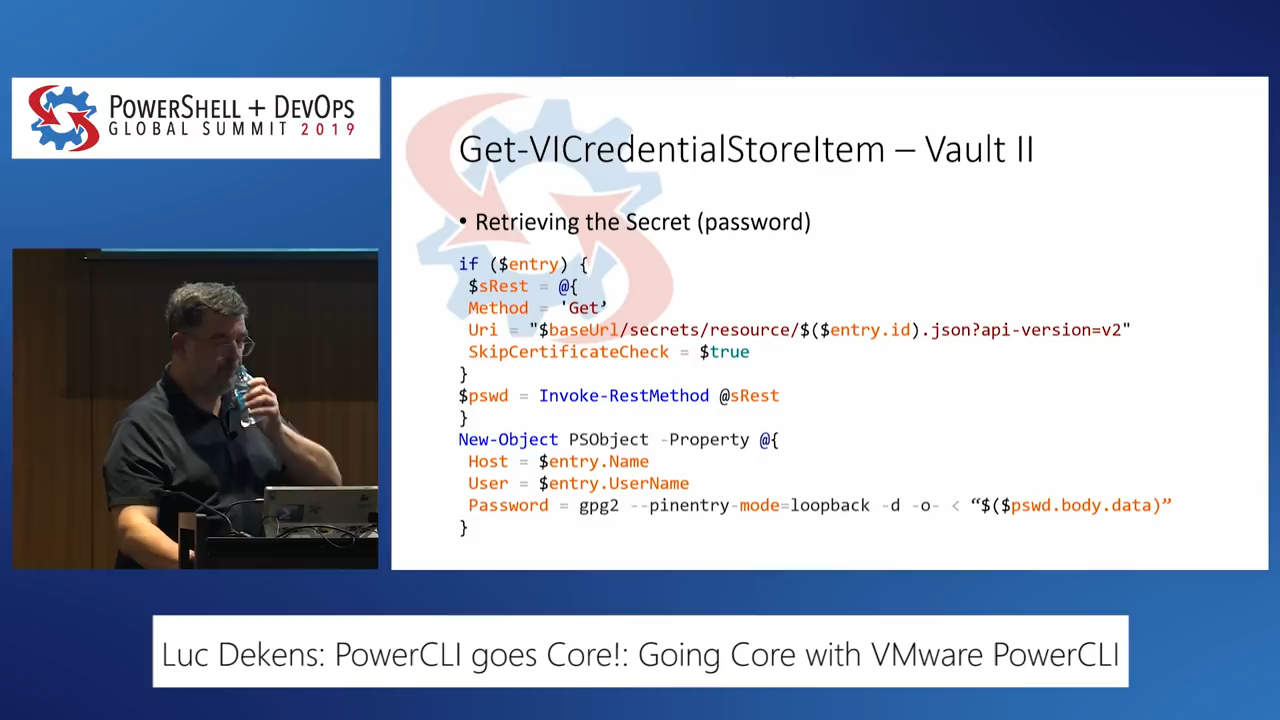 POWERSHELL + DEVOPS
GLOBAL SUMMIT 2019
Get-VICredentialStoreItem – Vault II
• Retrieving the Secret (password)
if ($entry) {
$sRest = @{
Method = 'Get’
Uri = "$baseUrl/secrets/resource/$($entry.id).json?api-version=v2"
SkipCertificateCheck = $true
}
$pswd = Invoke-RestMethod @sRest
}
New-Object PSObject -Property @{
Host = $entry.Name
User = $entry.UserName
Password = gpg2 --pinentry-mode=loopback -d -o- < “$($pswd.body.data)”
}
Luc Dekens: PowerCLI goes Core!: Going Core with VMware PowerCLI